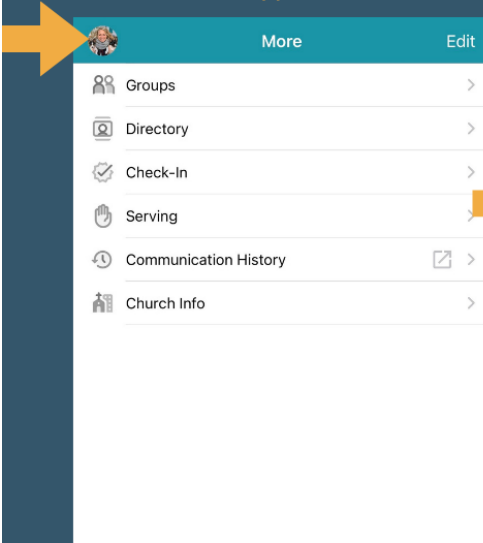 More
Edit
Groups
Directory
Check-In
Serving
Communication History
Church Info